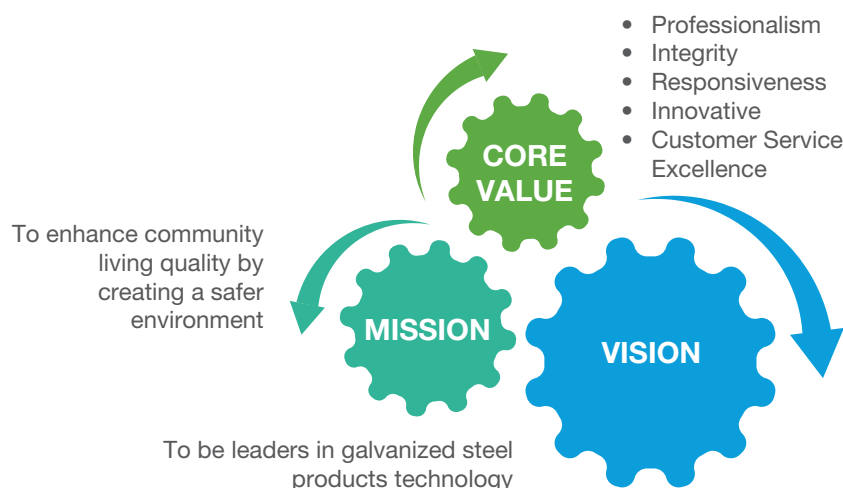 • Professionalism
• Integrity
• Responsiveness
• Innovative
• Customer Service
Excellence
CORE
VALUE
To enhance community
living quality by
creating a safer
environment
MISSION
VISION
To be leaders in galvanized steel
products technology